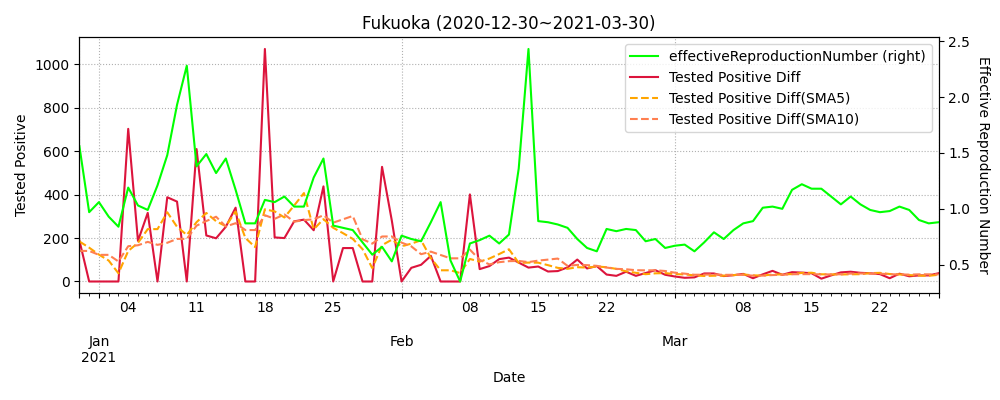 Fukuoka (2020-12-30~2021-03-30)
effectiveReproductionNumber (right)
Tested Positive Diff
Tested Positive Diff(SMA5)
Tested Positive Diff(SMA10)
Tested Positive
1000
800
600
400
200
0
2.5
2.0
1.5
1.0
0.5
Effective Reproduction Number
04 11 18 25 08 15 22 08 15 22
Jan Feb Mar
2021
Date